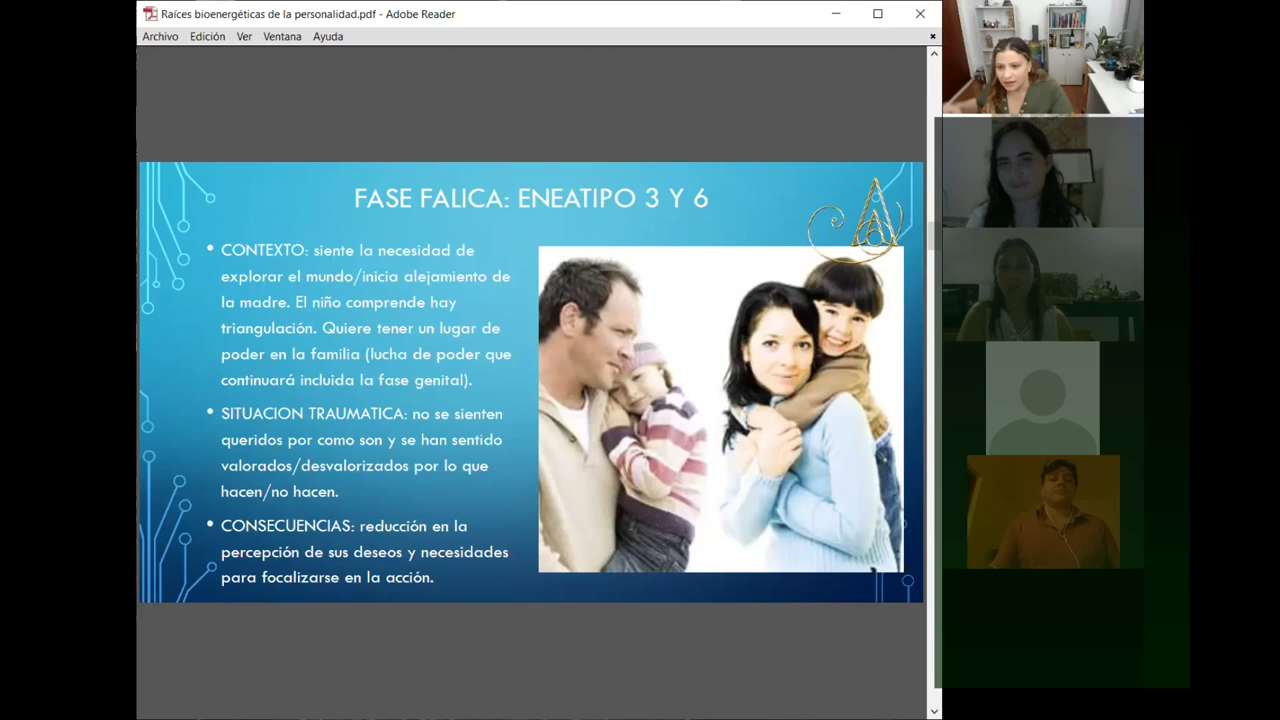 Raíces bioenergéticas de la personalidad.pdf - Adobe Reader
Archivo Edición Ver Ventana Ayuda
FASE FALICA: ENEATIPO 3 Y 6
• CONTEXTO: siente la necesidad de
explorar el mundo/inicia alejamiento de
la madre. El niño comprende hay
triangulación. Quiere tener un lugar de
poder en la familia (lucha de poder que
continuará incluida la fase genital).
• SITUACION TRAUMATICA: no se sienten
queridos por como son y se han sentido
valorados/desvalorizados por lo que
hacen/no hacen.
• CONSECUENCIAS: reducción en la
percepción de sus deseos y necesidades
para focalizarse en la acción.